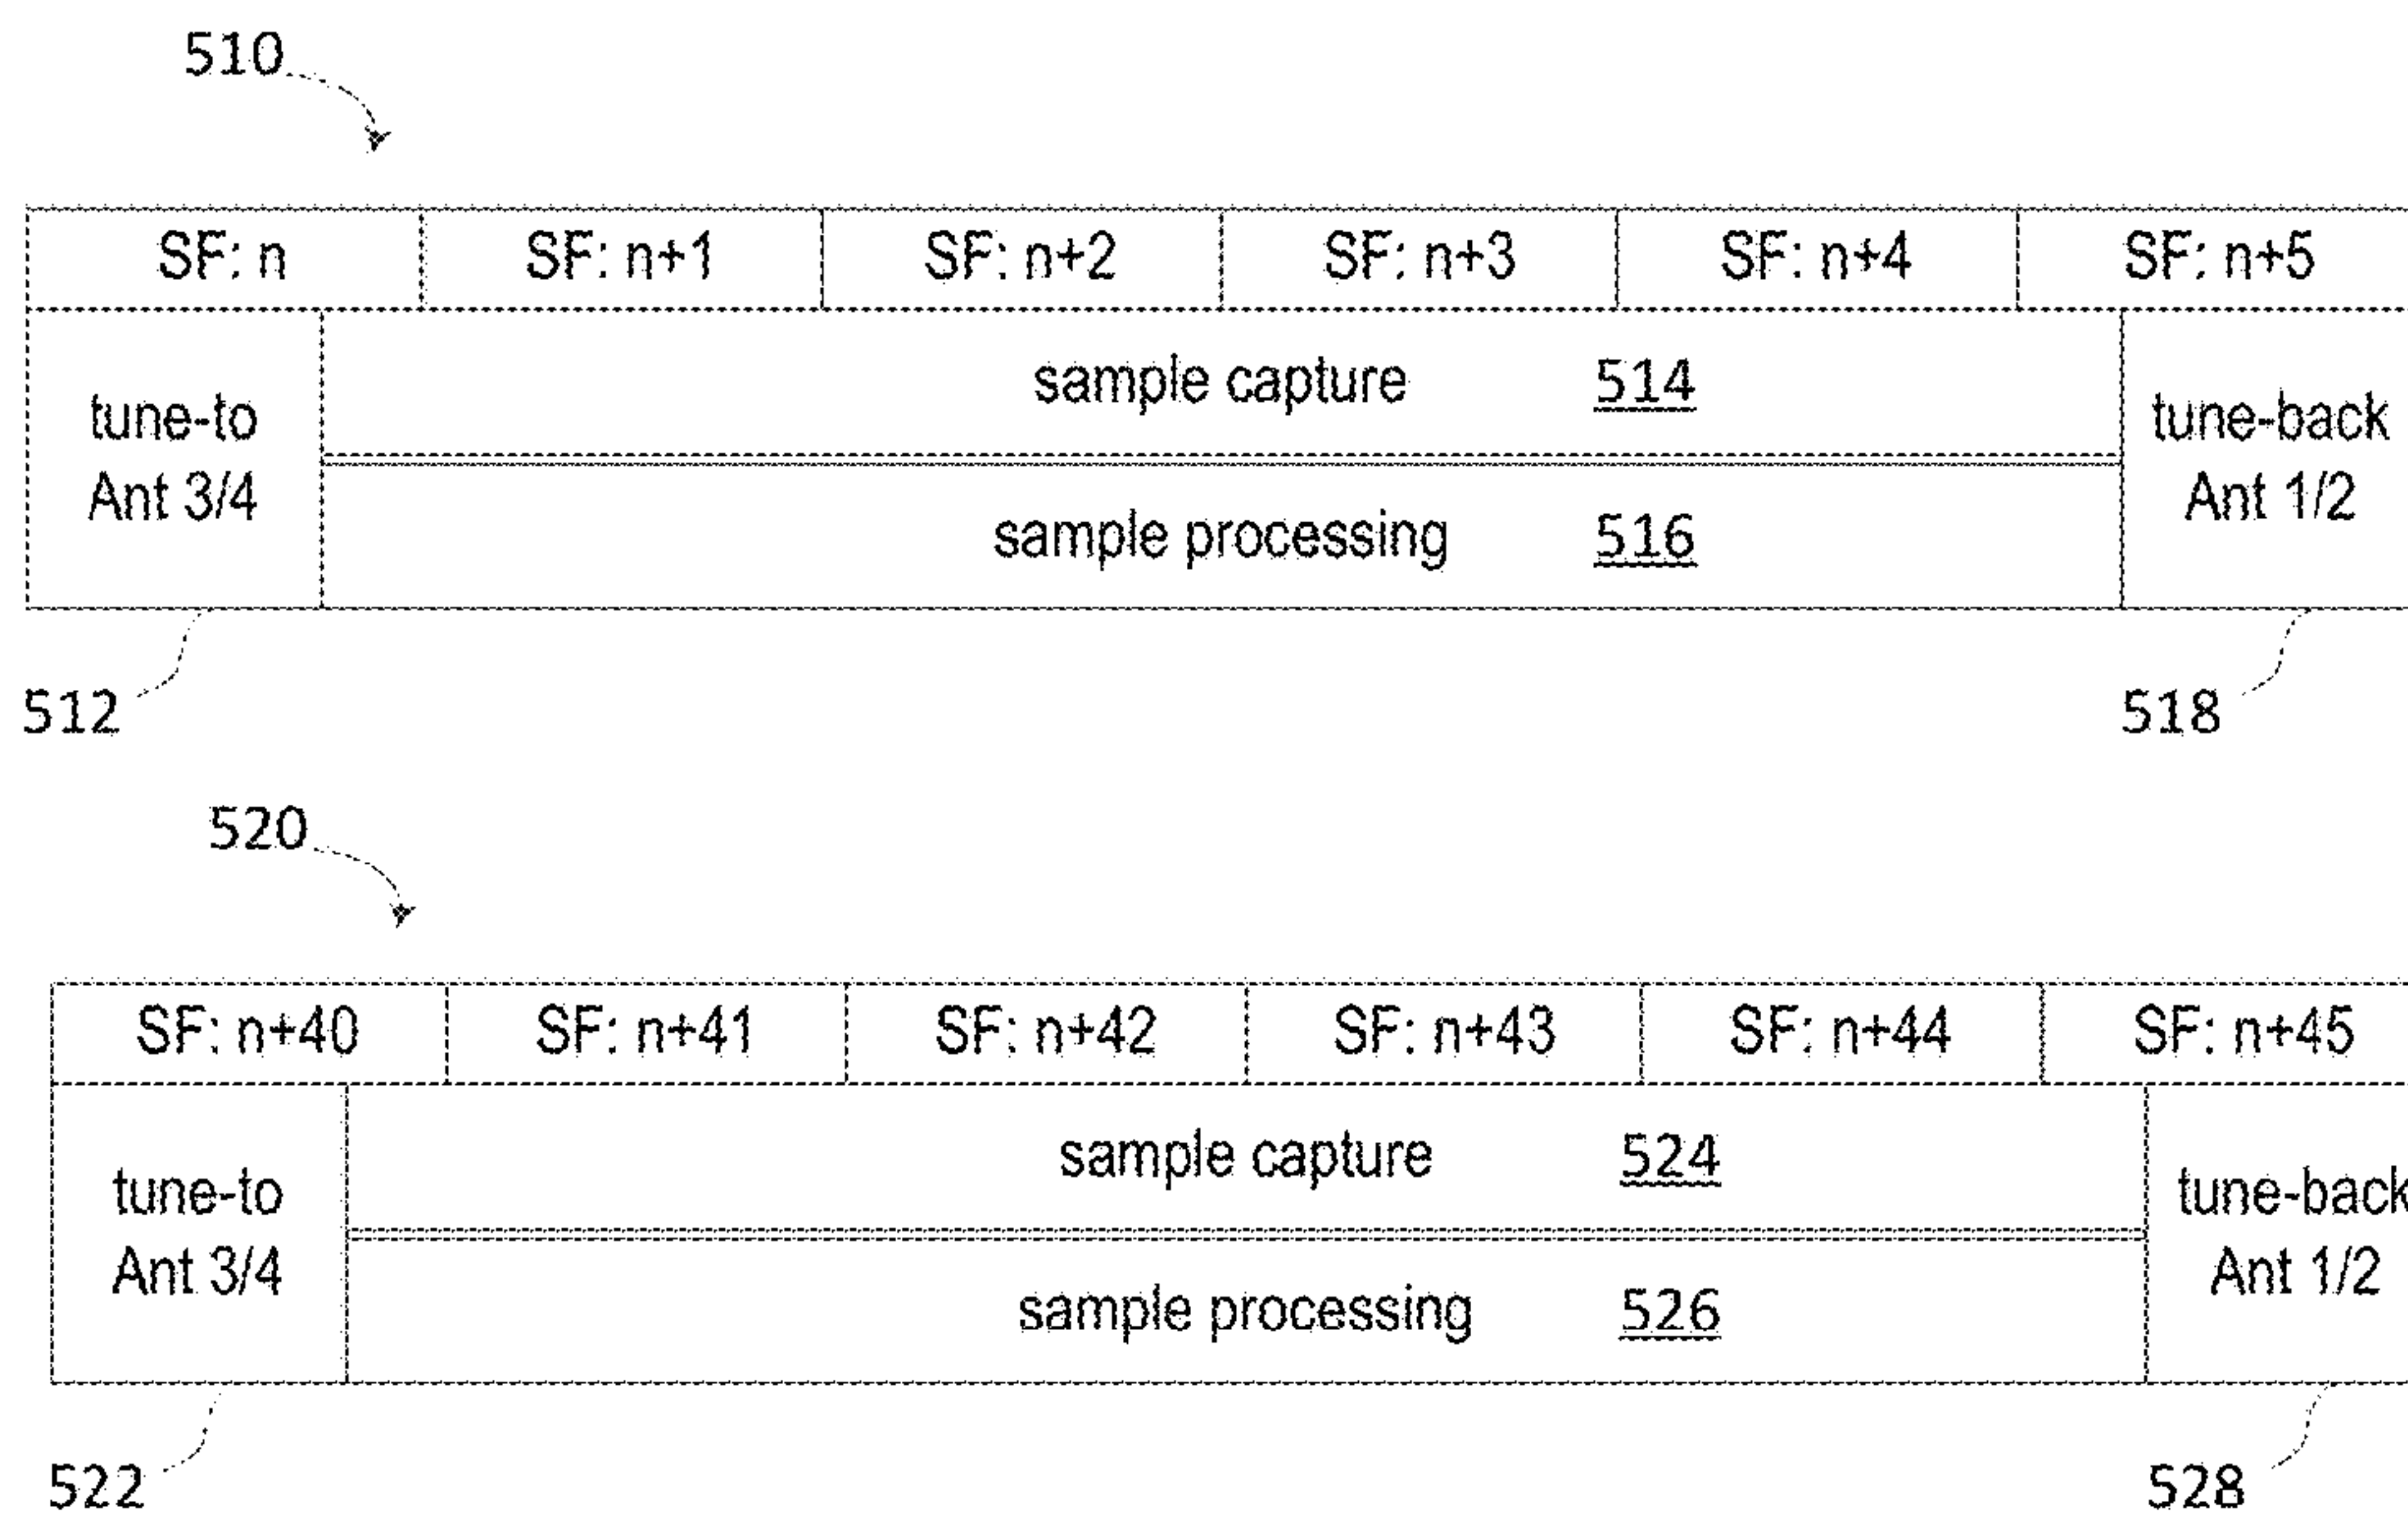 510
SF: n SF: n+1 SF: n+2 SF: n+3 SF: n+4 SF: n+5
tune-to
Ant 3/4
sample capture 514
sample processing 516
tune-back
Ant 1/2
512
518
520
SF: n+40 SF: n+41 SF: n+42 SF: n+43 SF: n+44 SF: n+45
tune-to
Ant 3/4
sample capture 524
sample processing 526
tune-back
Ant 1/2
522
528